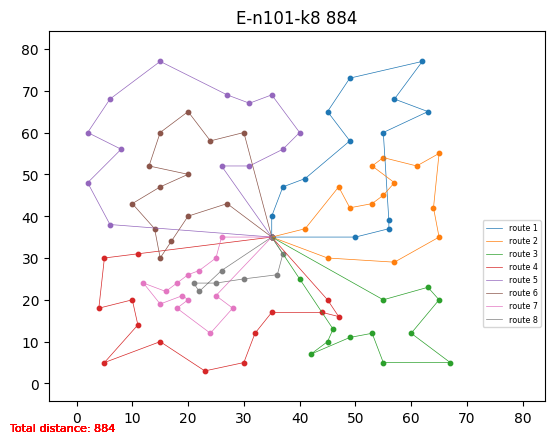 E-n101-k8 884
80
70
60
50
40
30
20
10
0
0 10 20 30 40 50 60 70 80
route 1
route 2
route 3
route 4
route 5
route 6
route 7
route 8
Total distance: 884